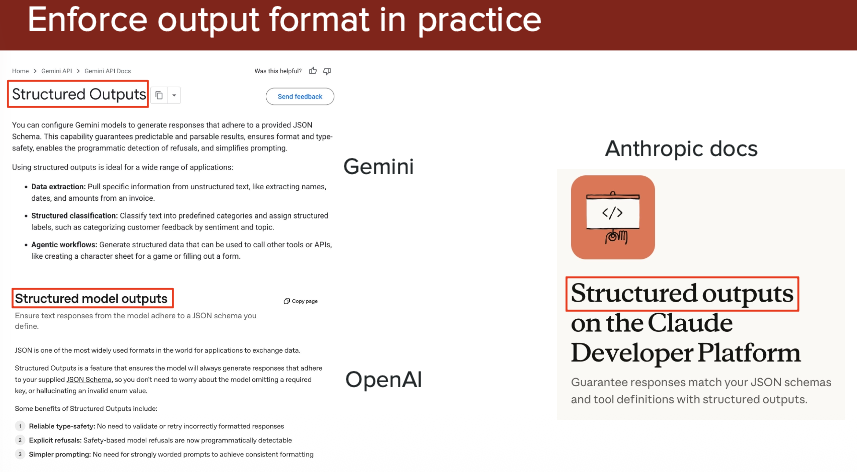 Enforce output format in practice
Home > Gemini API > Gemini API Docs
Was this helpful?
Structured Outputs
Send feedback
You can configure Gemini models to generate responses that adhere to a provided JSON
Schema. This capability guarantees predictable and parsable results, ensures format and type-
safety, enables the programmatic detection of refusals, and simplifies prompting.
Using structured outputs is ideal for a wide range of applications:
• Data extraction: Pull specific information from unstructured text, like extracting names,
dates, and amounts from an invoice.
• Structured classification: Classify text into predefined categories and assign structured
labels, such as categorizing customer feedback by sentiment and topic.
• Agentic workflows: Generate structured data that can be used to call other tools or APIs,
like creating a character sheet for a game or filling out a form.
Gemini
Structured model outputs
Copy page
Ensure text responses from the model adhere to a JSON schema you
define.
JSON is one of the most widely used formats in the world for applications to exchange data.
Structured Outputs is a feature that ensures the model will always generate responses that adhere
to your supplied JSON Schema, so you don't need to worry about the model omitting a required
key, or hallucinating an invalid enum value.
Some benefits of Structured Outputs include:
1 Reliable type-safety: No need to validate or retry incorrectly formatted responses
2 Explicit refusals: Safety-based model refusals are now programmatically detectable
3 Simpler prompting: No need for strongly worded prompts to achieve consistent formatting
OpenAI
Anthropic docs
</>
Structured outputs
on the Claude
Developer Platform
Guarantee responses match your JSON schemas
and tool definitions with structured outputs.